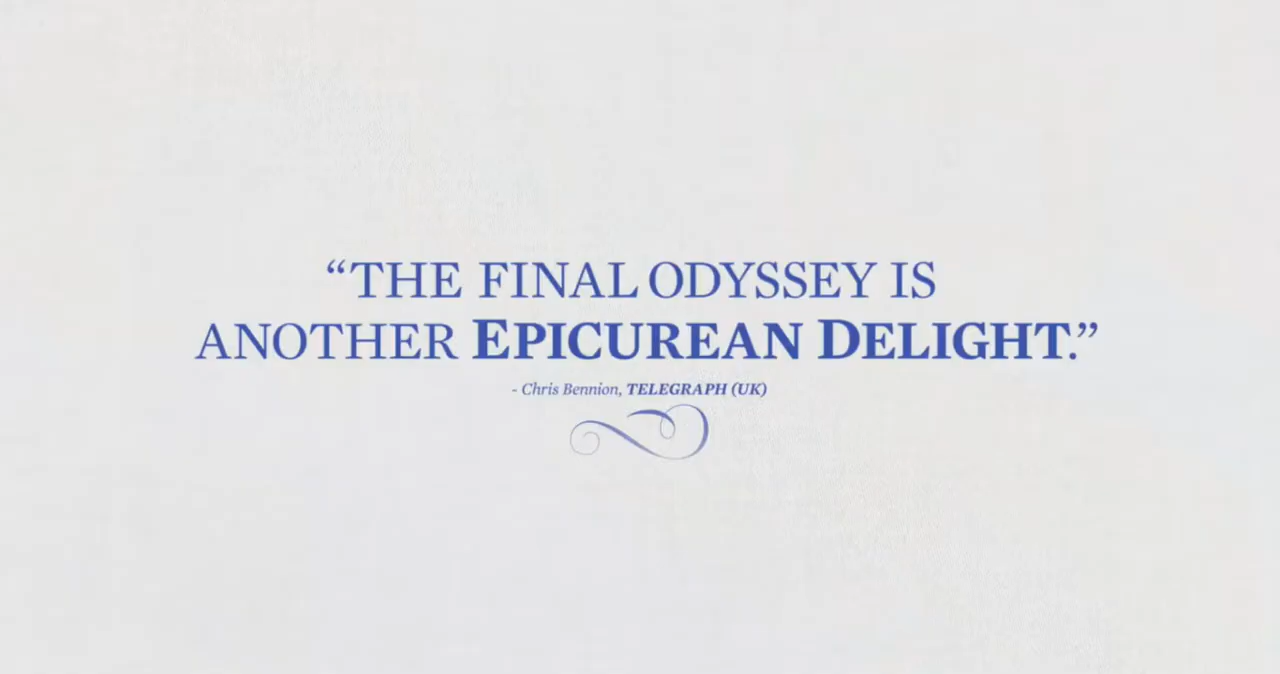 “THE FINAL ODYSSEY IS
ANOTHER EPICUREAN DELIGHT.”
- Chris Bennion, TELEGRAPH (UK)